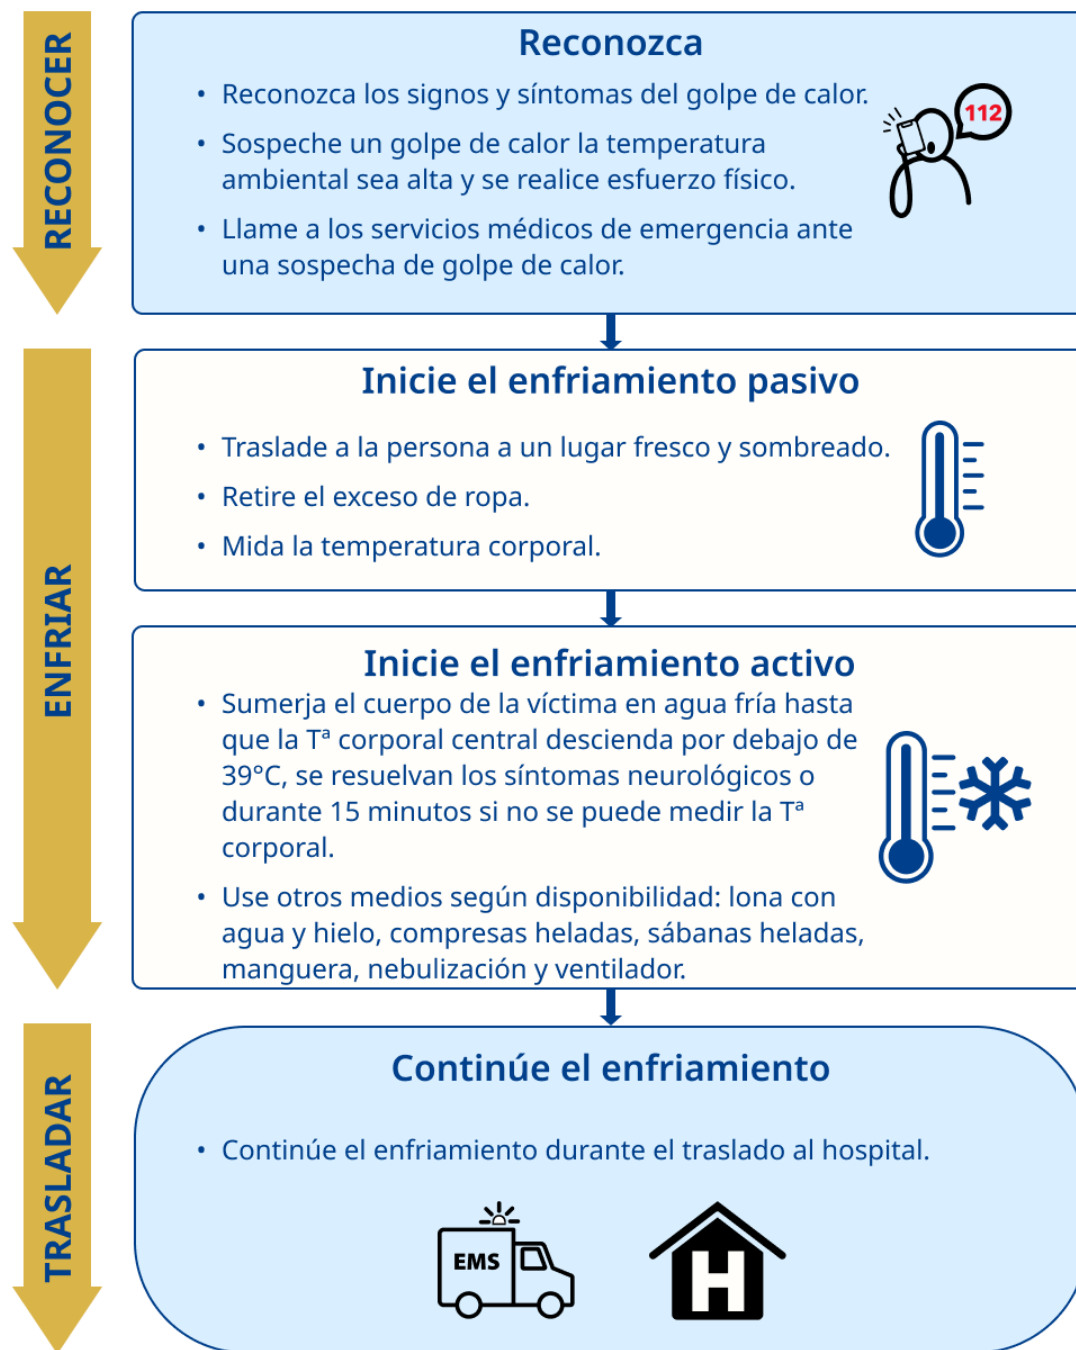 RECONOCER
Reconozca
• Reconozca los signos y síntomas del golpe de calor.
• Sospeche un golpe de calor la temperatura
ambiental sea alta y se realice esfuerzo físico.
• Llame a los servicios médicos de emergencia ante
una sospecha de golpe de calor.
112
ENFRIAR
Inicie el enfriamiento pasivo
• Traslade a la persona a un lugar fresco y sombreado.
• Retire el exceso de ropa.
• Mida la temperatura corporal.
Inicie el enfriamiento activo
• Sumerja el cuerpo de la víctima en agua fría hasta
que la Tª corporal central descienda por debajo de
39°C, se resuelvan los síntomas neurológicos o
durante 15 minutos si no se puede medir la Tª
corporal.
• Use otros medios según disponibilidad: lona con
agua y hielo, compresas heladas, sábanas heladas,
manguera, nebulización y ventilador.
TRASLADAR
Continúe el enfriamiento
• Continúe el enfriamiento durante el traslado al hospital.
EMS
H